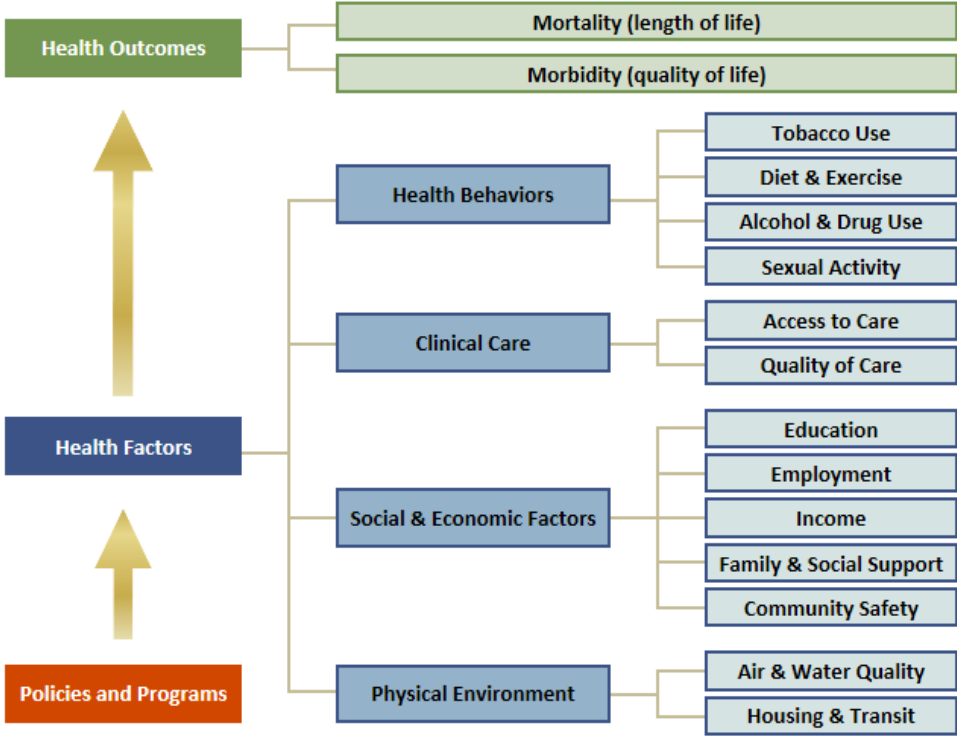 Health Outcomes
Mortality (length of life)
Morbidity (quality of life)
Health Factors
Health Behaviors
Tobacco Use
Diet & Exercise
Alcohol & Drug Use
Sexual Activity
Clinical Care
Access to Care
Quality of Care
Social & Economic Factors
Education
Employment
Income
Family & Social Support
Community Safety
Physical Environment
Air & Water Quality
Housing & Transit
Policies and Programs